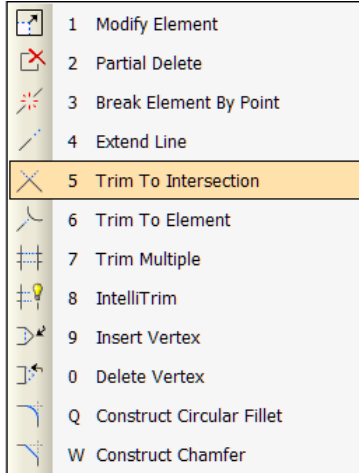 1 Modify Element
2 Partial Delete
3 Break Element By Point
4 Extend Line
5 Trim To Intersection
6 Trim To Element
7 Trim Multiple
8 IntelliTrim
9 Insert Vertex
0 Delete Vertex
Q Construct Circular Fillet
W Construct Chamfer